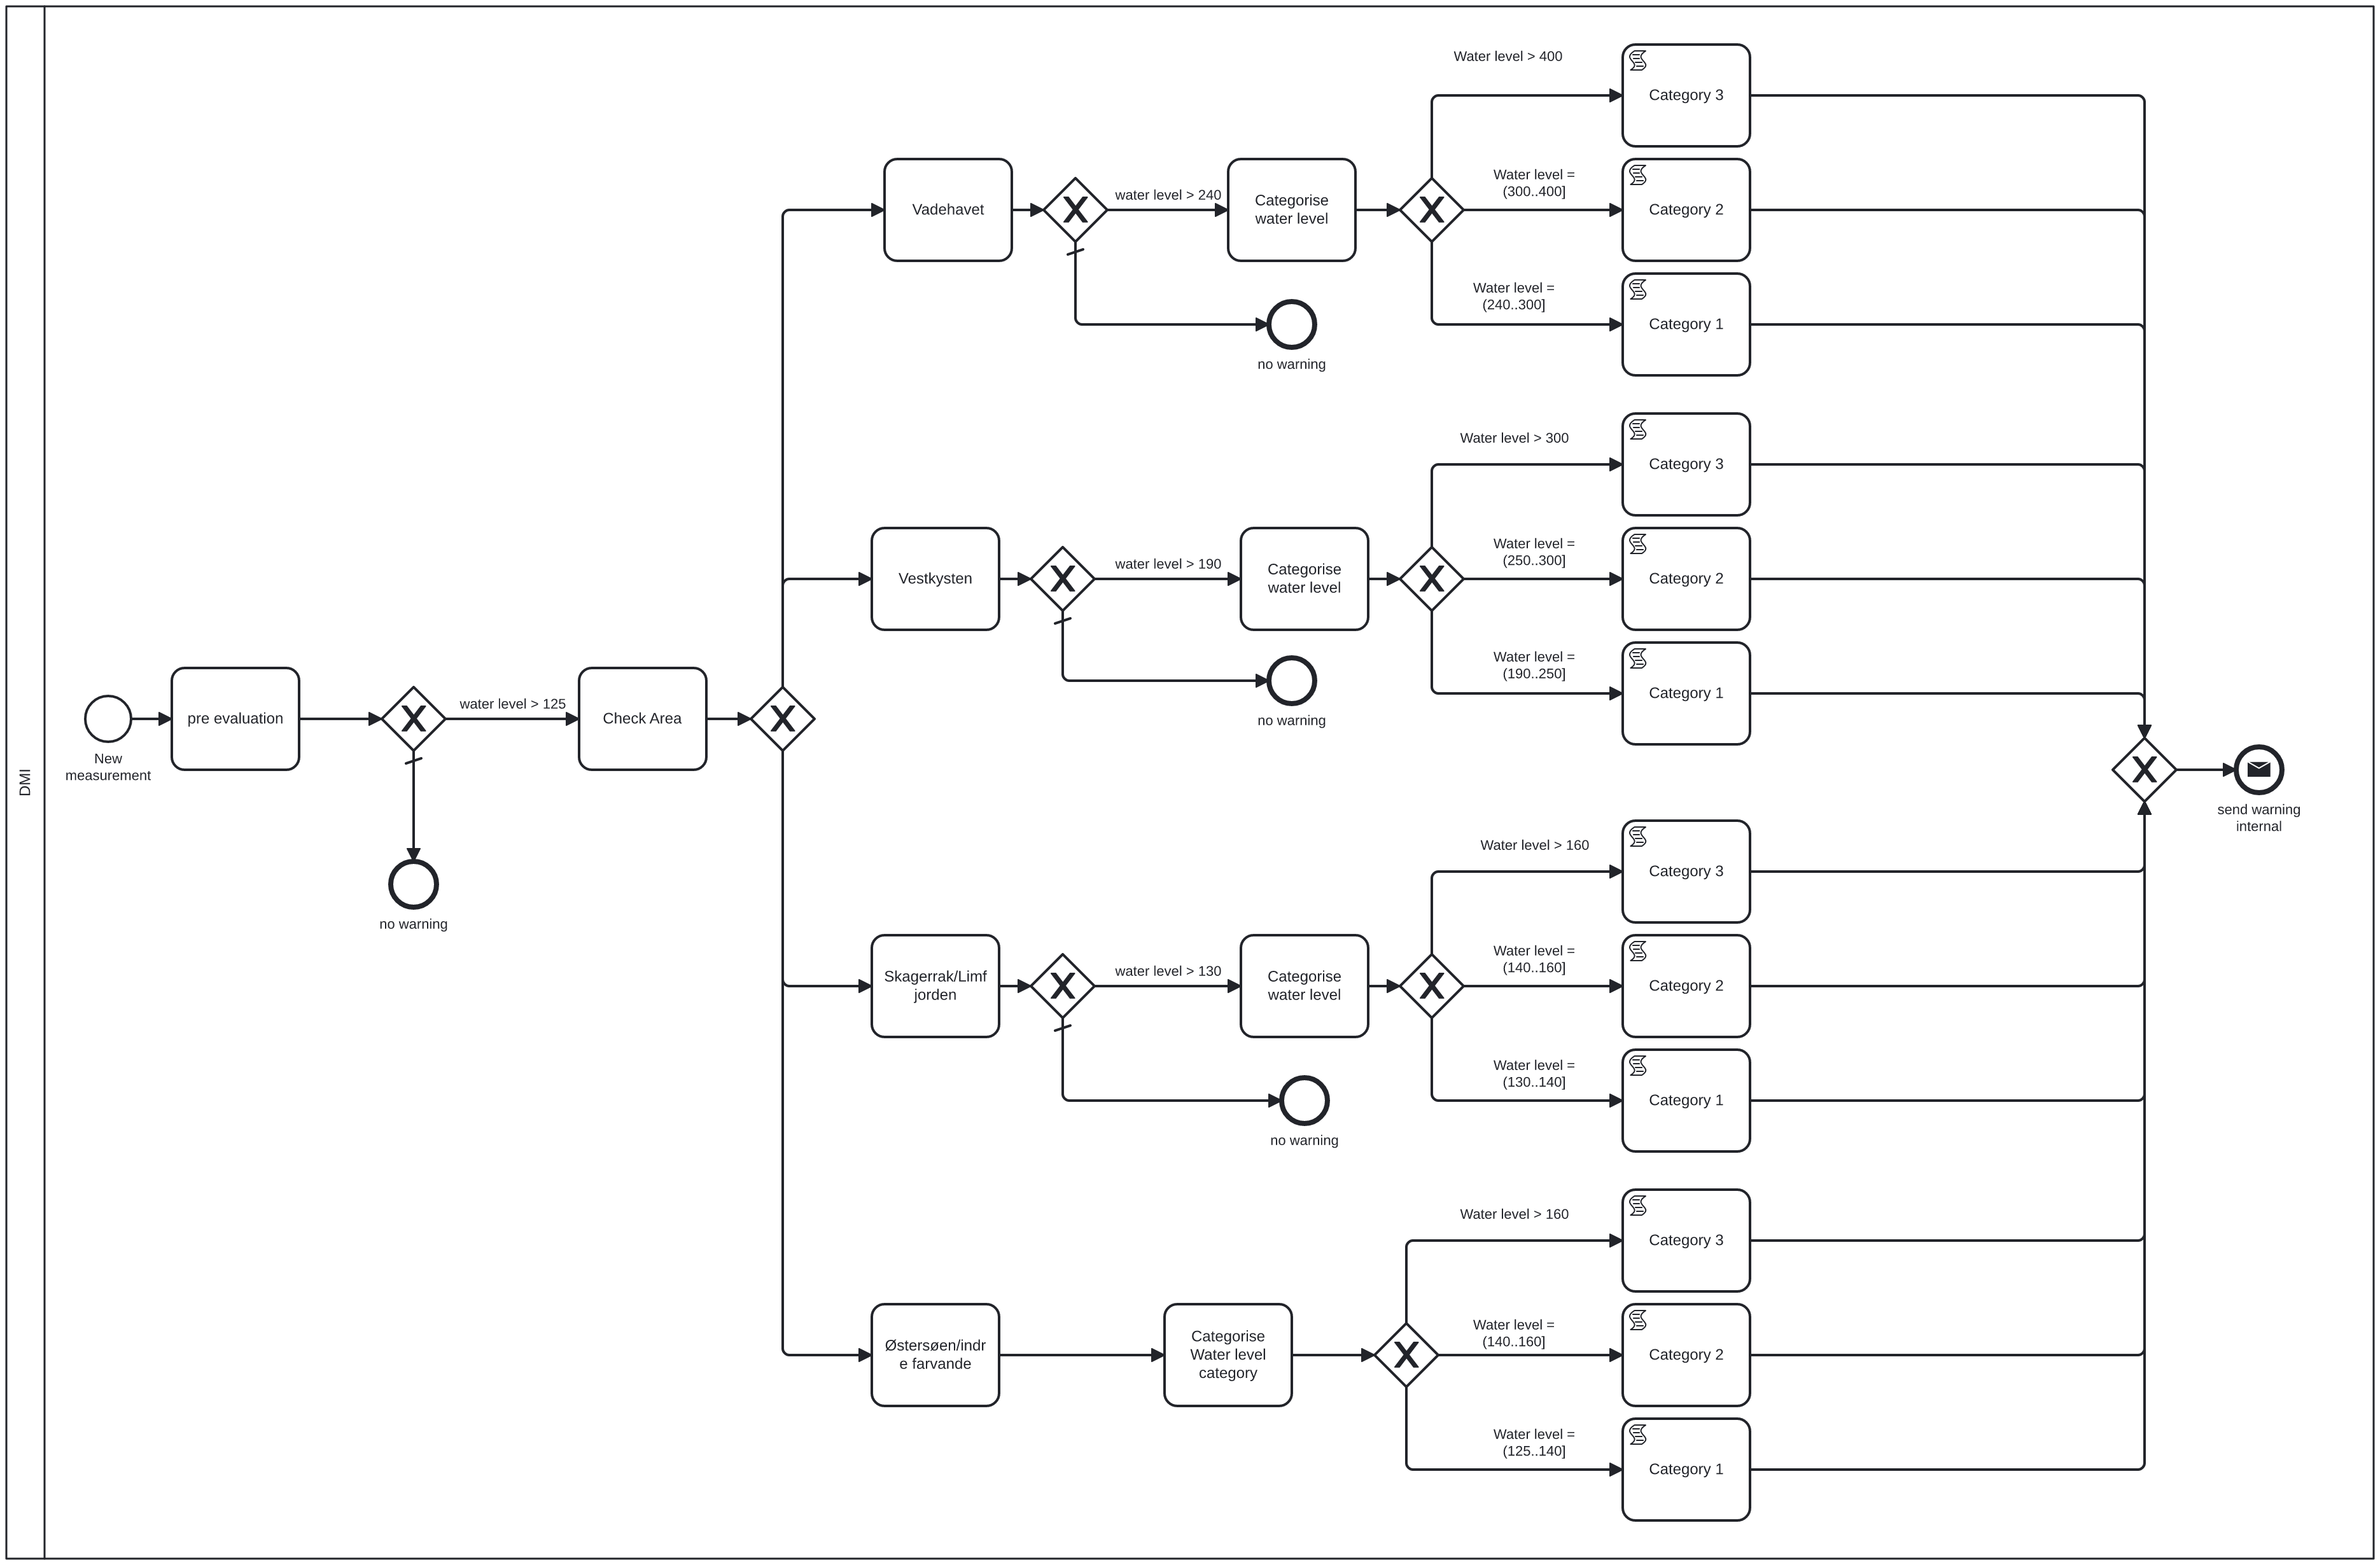 DMI
New
measurement
pre evaluation
water level > 125
no warning
Check Area
Vadehavet
water level > 240
no warning
Categorise
water level
Water level > 400
Category 3
Water level =
(300..400]
Category 2
Water level =
(240..300]
Category 1
Vestkysten
water level > 190
no warning
Categorise
water level
Water level > 300
Category 3
Water level =
(250..300]
Category 2
Water level =
(190..250]
Category 1
Skagerrak/Limf
jorden
water level > 130
no warning
Categorise
water level
Water level > 160
Category 3
Water level =
(140..160]
Category 2
Water level =
(130..140]
Category 1
Østersøen/indr
e farvande
Categorise
Water level
category
Water level > 160
Category 3
Water level =
(140..160]
Category 2
Water level =
(125..140]
Category 1
send warning
internal